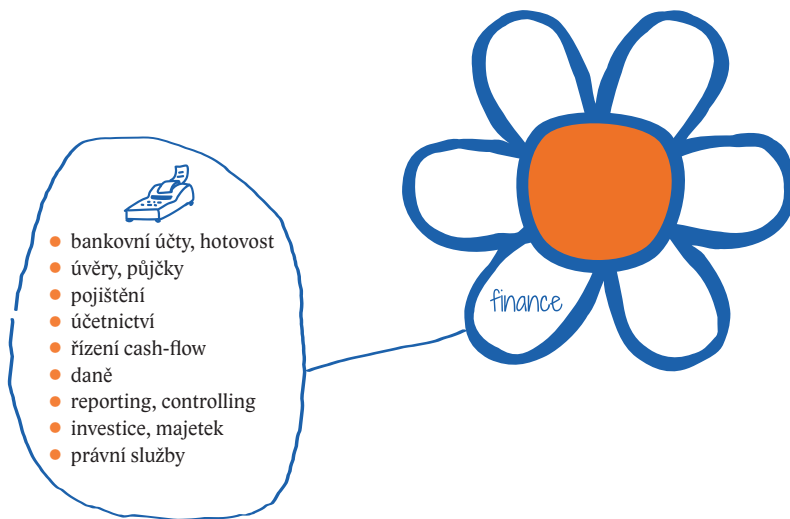 bankovní účty, hotovost
úvěry, půjčky
pojištění
účetnictví
řízení cash-flow
daně
reporting, controlling
investice, majetek
právní služby
finance